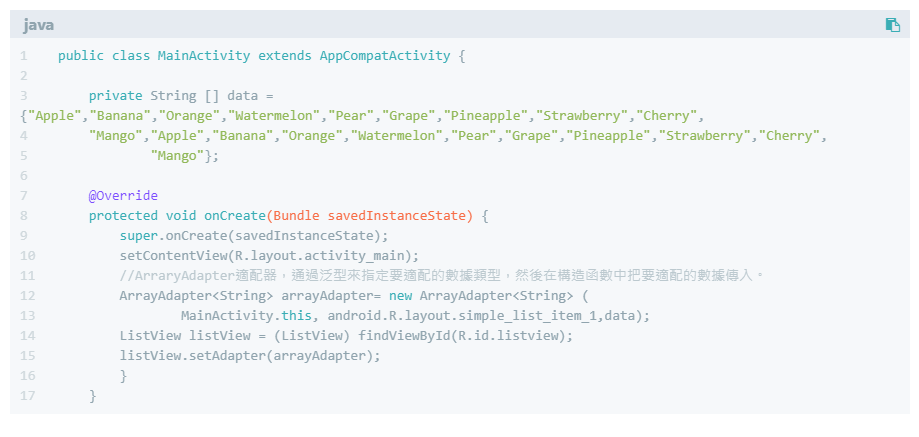 java
1 public class MainActivity extends AppCompatActivity {
2
3 private String [] data =
{"Apple","Banana","Orange","Watermelon","Pear","Grape","Pineapple","Strawberry","Cherry",
4 "Mango","Apple","Banana","Orange","Watermelon","Pear","Grape","Pineapple","Strawberry","Cherry",
5 "Mango"};
6
7 @Override
8 protected void onCreate(Bundle savedInstanceState) {
9 super.onCreate(savedInstanceState);
10 setContentView(R.layout.activity_main);
11 //ArraryAdapter適配器，通過泛型來指定要適配的數據類型，然後在構造函數中把要適配的數據傳入。
12 ArrayAdapter<String> arrayAdapter= new ArrayAdapter<String> (
13 MainActivity.this, android.R.layout.simple_list_item_1,data);
14 ListView listView = (ListView) findViewById(R.id.listview);
15 listView.setAdapter(arrayAdapter);
16 }
17 }